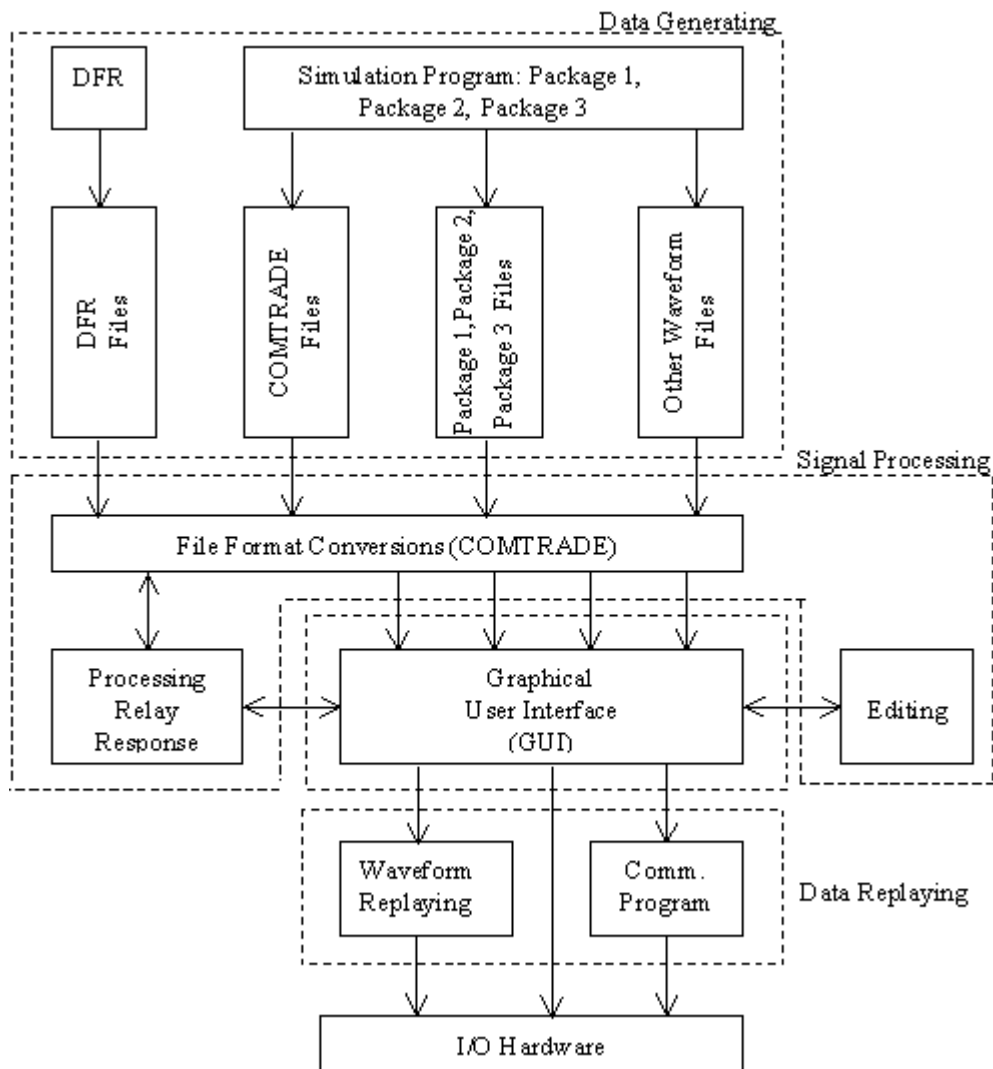 Data Generating
DFR
Simulation Program: Package 1,
Package 2, Package 3
DFR
Files
COMTRADE
Files
Package 1,Package 2,
Package 3 Files
Other Waveform
Files
Signal Processing
File Format Conversions (COMTRADE)
Processing
Relay
Response
Graphical
User Interface
(GUI)
Editing
Waveform
Replaying
Comm.
Program
Data Replaying
I/O Hardware